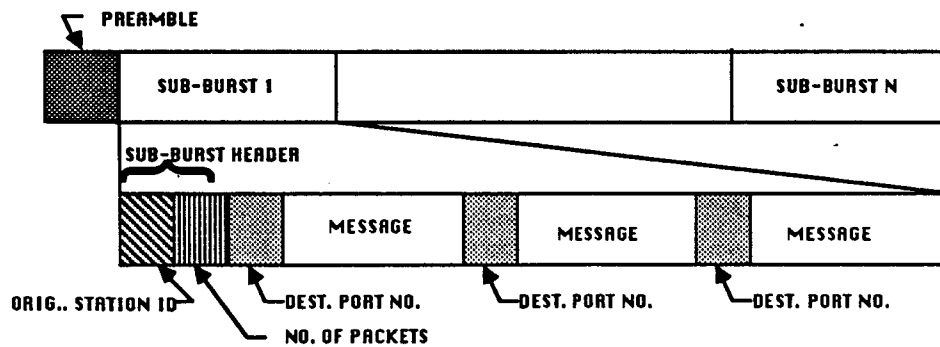 PREAMBLE
SUB-BURST 1
SUB-BURST N
SUB-BURST HEADER
MESSAGE
MESSAGE
MESSAGE
ORIG.. STATION ID
DEST. PORT NO.
DEST. PORT NO.
DEST. PORT NO.
NO. OF PACKETS